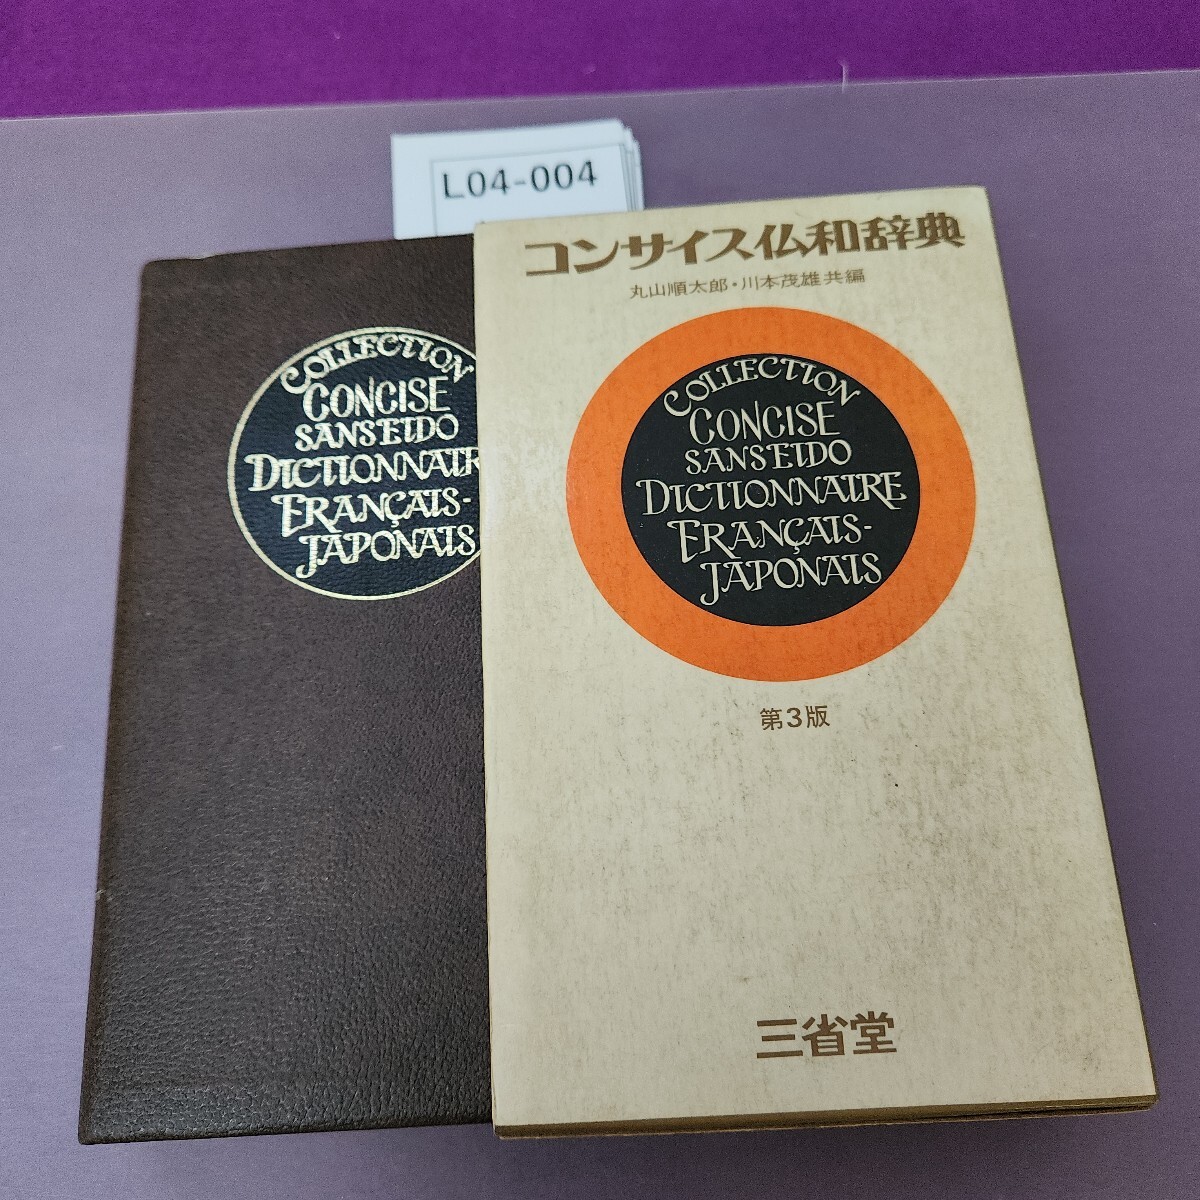 L04-004
COLLECTION
CONCISE
SANSEIDO
DICTIONNAIR
FRANÇAIS-
JAPONAIS
コンサイス仏和辞典
丸山順太郎・川本茂雄共編
COLLECTION
CONCISE
SANSEIDO
DICTIONNAIRE
FRANÇAIS-
JAPONAIS
第3版
三省堂